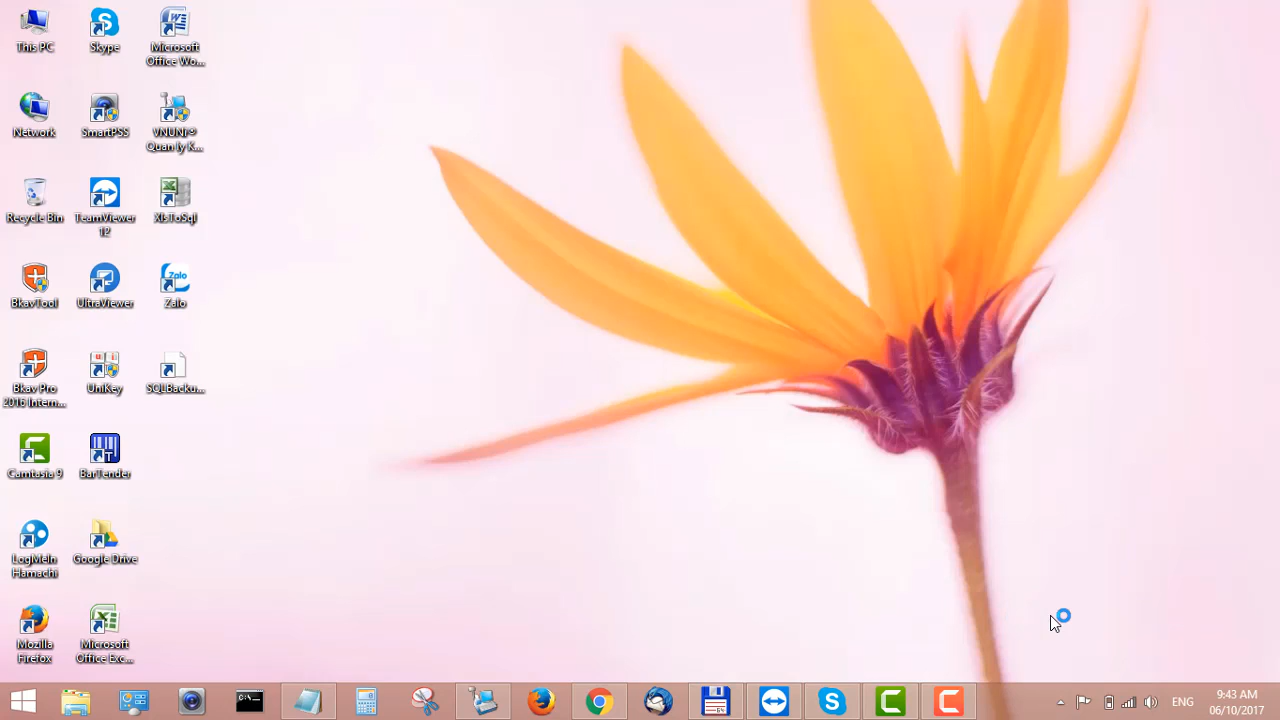 This PC
Skype
Microsoft
Office Wo...
Network
SmartPSS
VNUNI®
Quan ly K...
Recycle Bin
TeamViewer
12
XlsToSql
BkavTool
UltraViewer
Zalo
Bkav Pro
2016 Intern...
UniKey
SQLBacku...
Camtasia 9
BarTender
LogMeIn
Hamachi
Google Drive
Mozilla
Firefox
Microsoft
Office Exc...
ENG
9:43 AM
06/10/2017